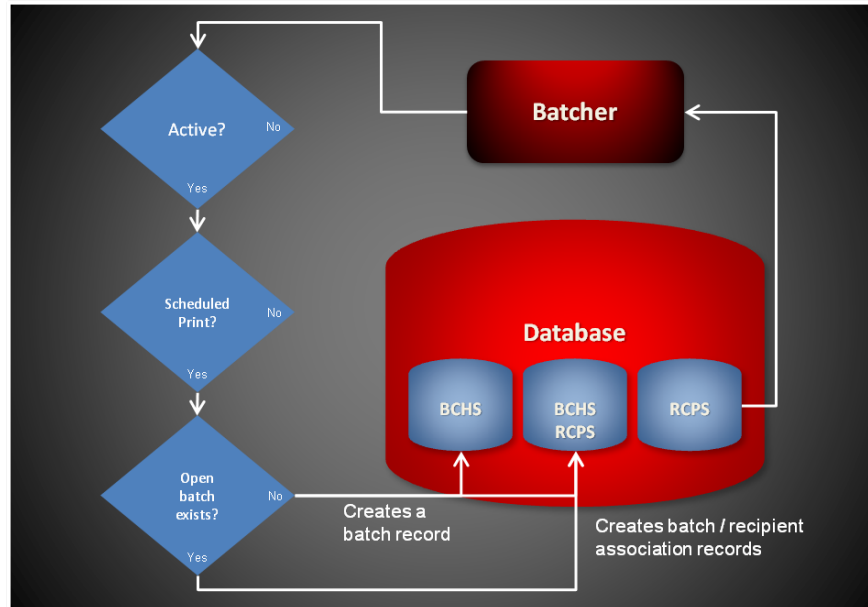 Active?
No
Yes
Batcher
Scheduled
Print?
No
Yes
Database
BCHS
BCHS
RCPS
RCPS
Open
batch
exists?
No
Yes
Creates a
batch record
Creates batch / recipient
association records